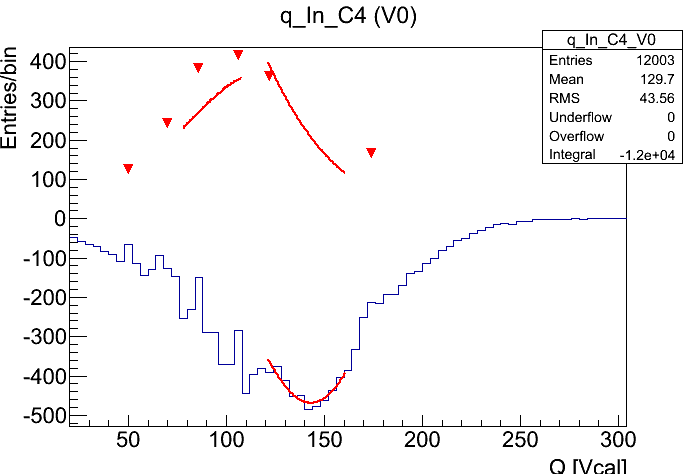 q_In_C4 (V0)
q_In_C4_V0
Entries 12003
Mean 129.7
RMS 43.56
Underflow 0
Overflow 0
Integral -1.2e+04
Entries/bin
400
300
200
100
0
-100
-200
-300
-400
-500
50 100 150 200 250 300
Q [Vcal]